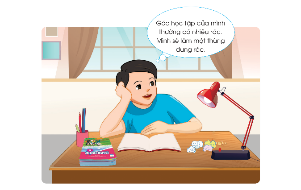 Góc học tập của mình
thường có nhiều rác.
Mình sẽ làm một thùng
đựng rác.